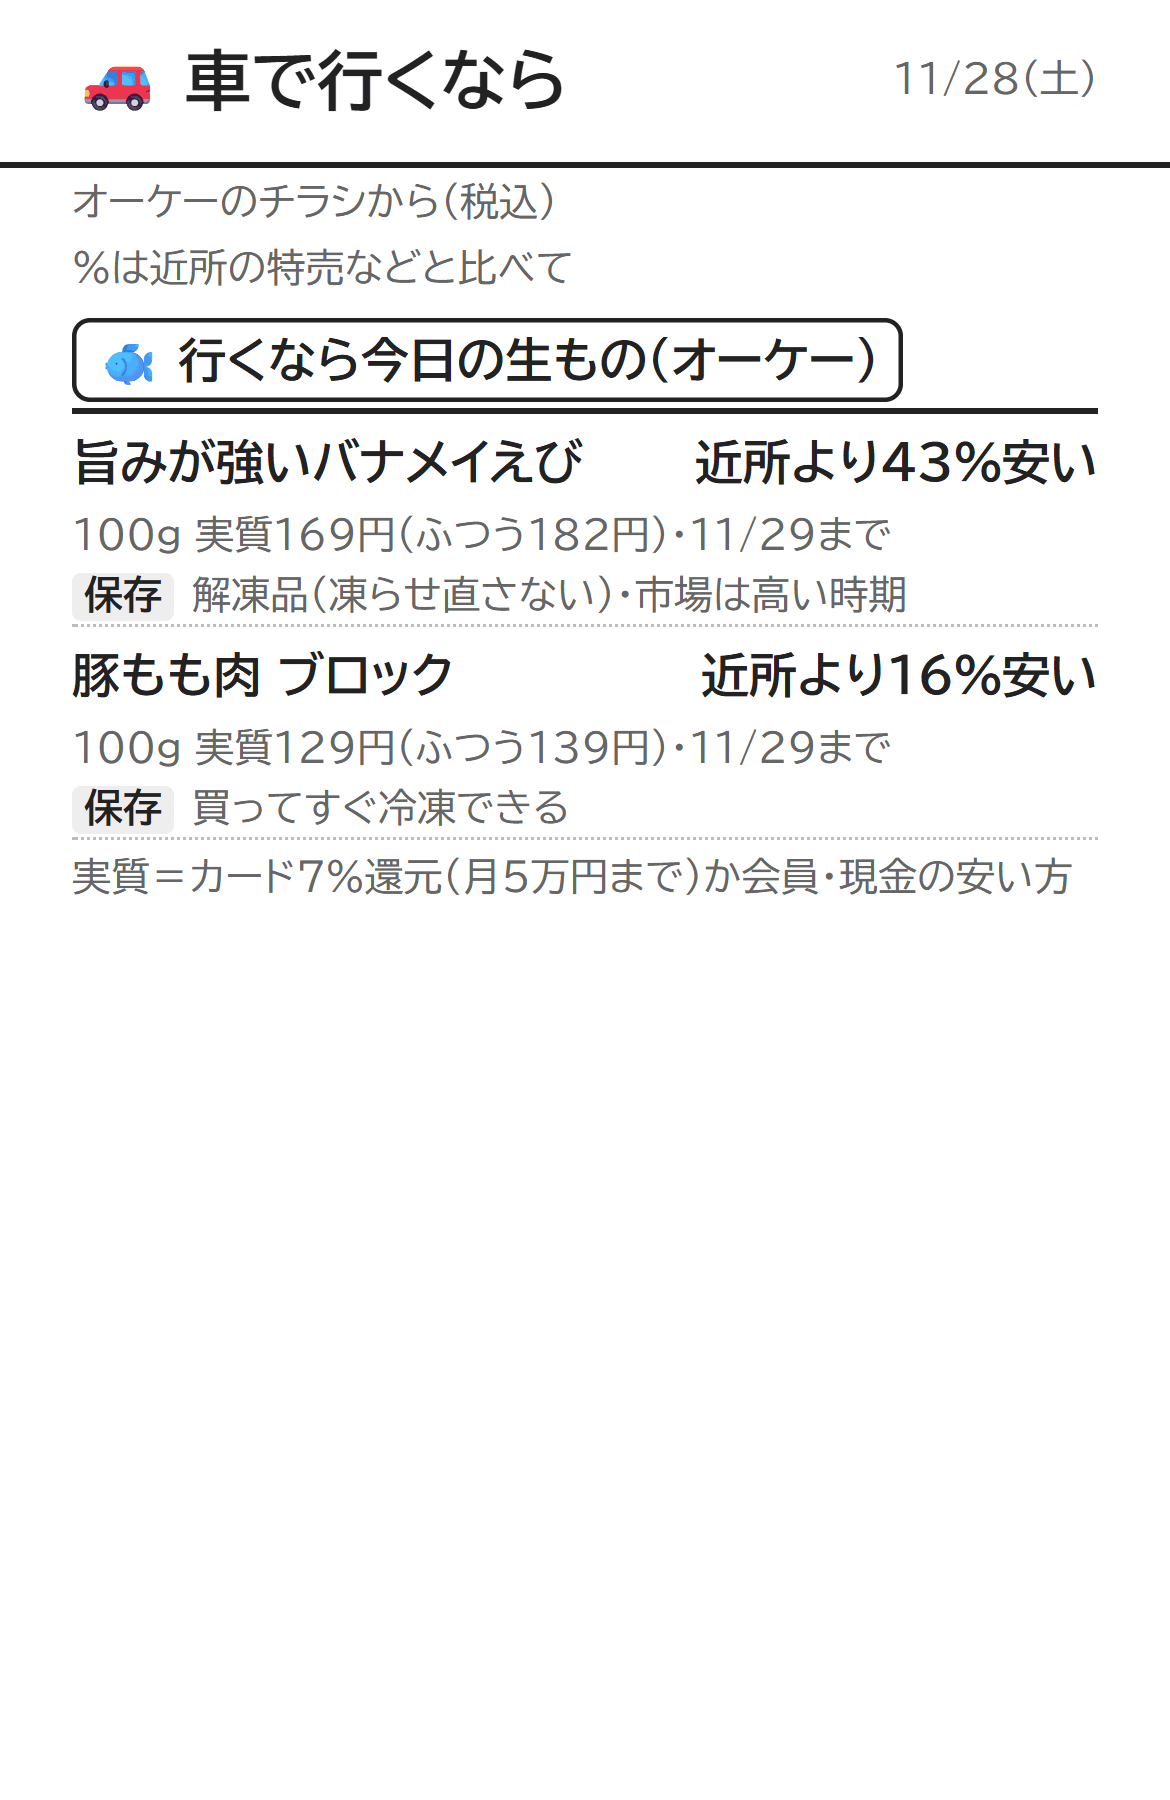 車で行くなら
11/28(土)
オーケーのチラシから(税込)
%は近所の特売などと比べて
行くなら今日の生もの(オーケー)
旨みが強いバナメイえび 近所より43%安い
100g 実質169円(ふつう182円)・11/29まで
保存 解凍品(凍らせ直さない)・市場は高い時期
豚もも肉 ブロック 近所より16%安い
100g 実質129円(ふつう139円)・11/29まで
保存 買ってすぐ冷凍できる
実質=カード7%還元(月5万円まで)か会員・現金の安い方